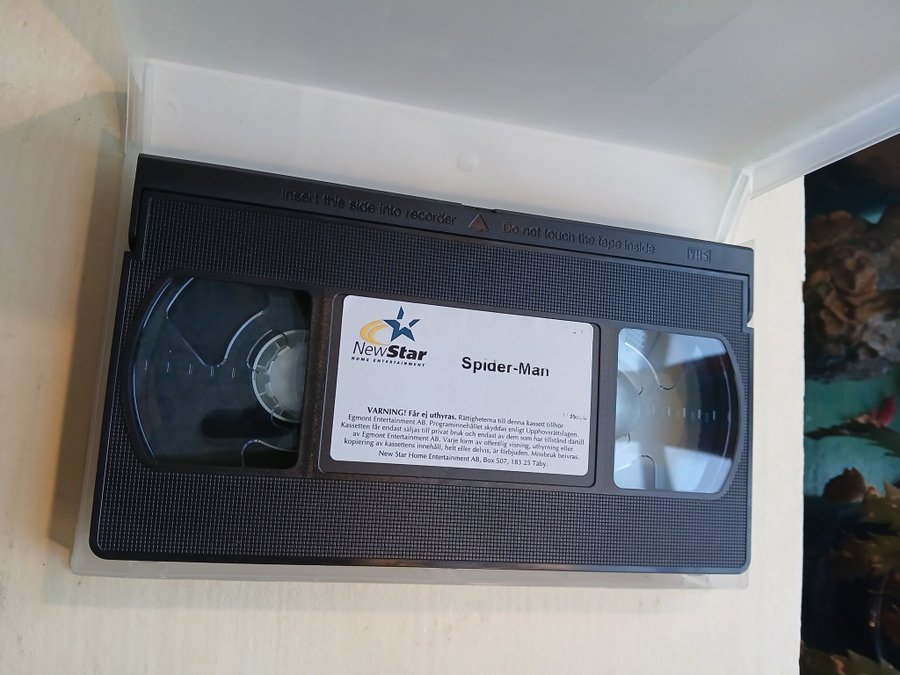 Insert this side into recorder
Do not touch the tape inside
VHS
NewStar
HOME ENTERTAINMENT
Spider-Man
VARNING! Får ej uthyras. Rättigheterna till denna kassett tillhör
Egmont Entertainment AB. Programinnehållet skyddas enligt Upphovsrättslagen.
Kassetten får endast säljas till privat bruk och endast av dem som har tillstånd därtill
av Egmont Entertainment AB. Varje form av offentlig visning, uthyrning eller
kopiering av kassettens innehåll, helt eller delvis, är förbjuden. Missbruk beivras.
New Star Home Entertainment AB, Box 507, 183 25 Täby.